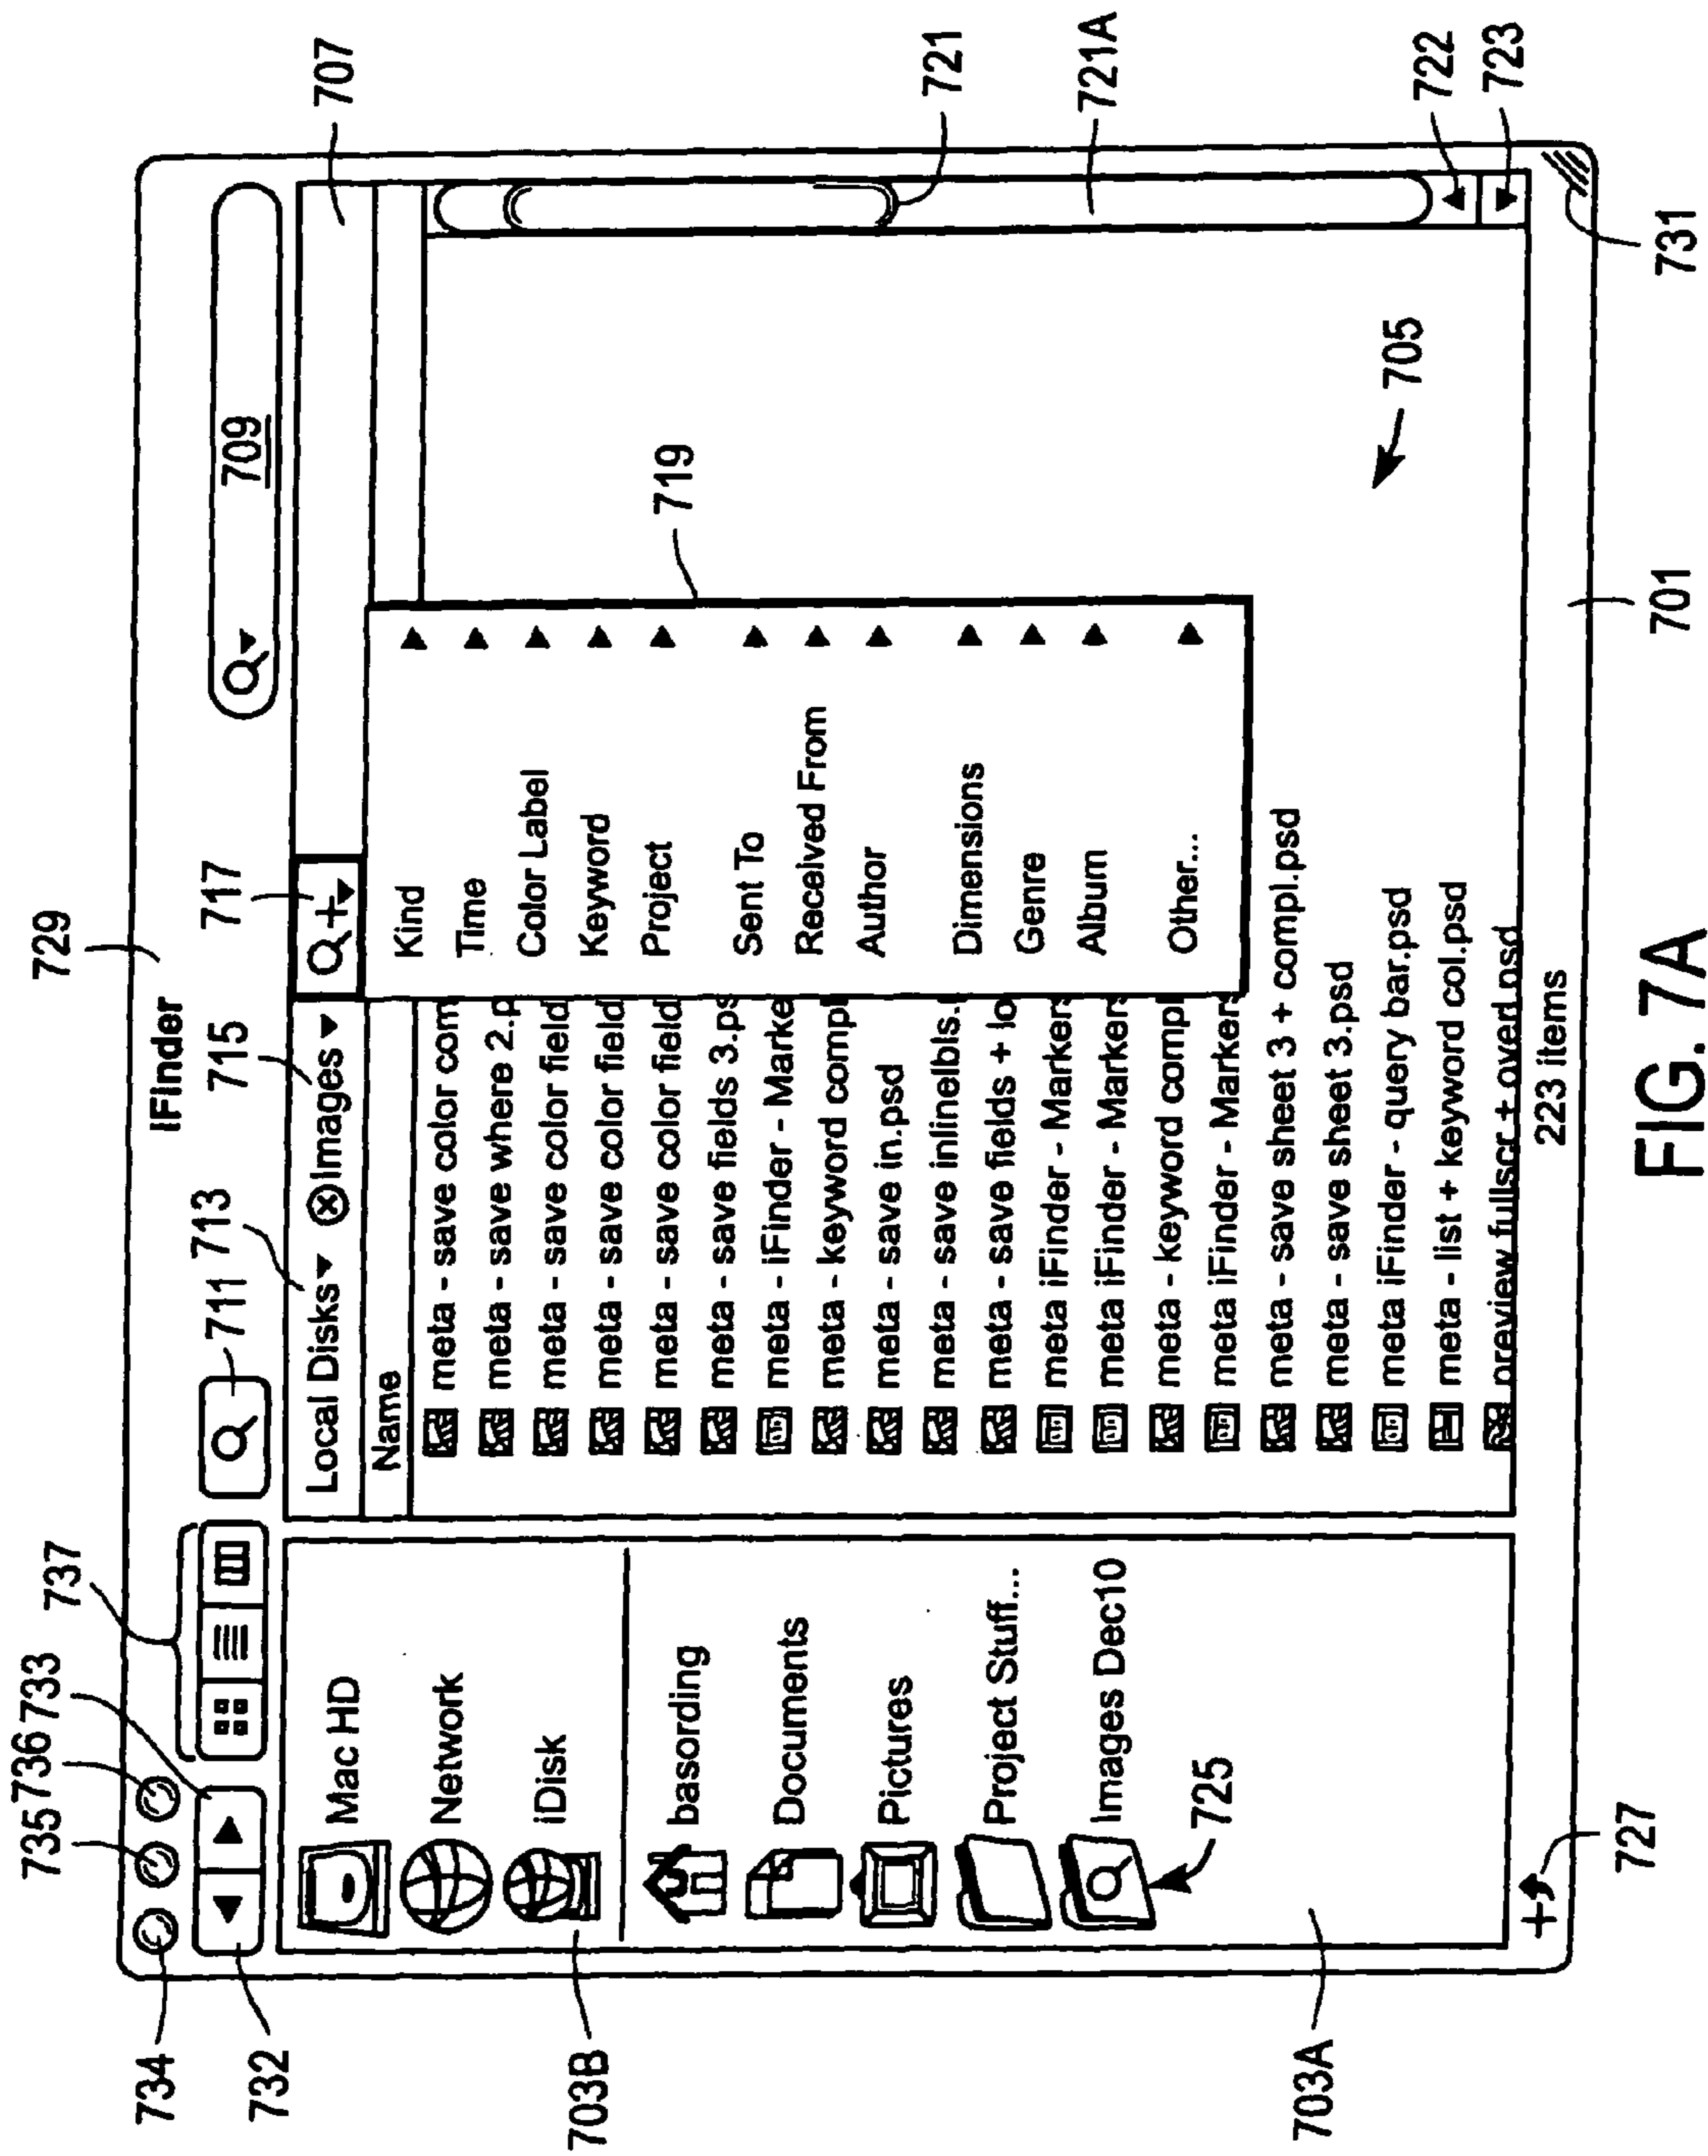 729
IFinder
735 736 733
737
711 713
715
717
707
734
732
709
Local Disks Images
Name
Mac HD
Network
iDisk
basording
Documents
Pictures
Project Stuff...
Images Dec10
703B
725
703A
meta - save color com
meta - save where 2.p
meta - save color field
meta - save color field
meta - save color field
meta - save fields 3.ps
meta - iFinder - Marke
meta - keyword compl
meta - save in.psd
meta - save inlinelbls.
meta - save fields + lo
meta iFinder - Markers
meta iFinder - Markers
meta - keyword compl
meta iFinder - Markers
meta - save sheet 3 + compl.psd
meta - save sheet 3.psd
meta iFinder - query bar.psd
meta - list + keyword col.psd
preview fullscr + overl.psd
Kind
Time
Color Label
Keyword
Project
Sent To
Received From
Author
Dimensions
Genre
Album
Other...
719
705
721
721A
722
723
731
727
223 items
701
FIG. 7A